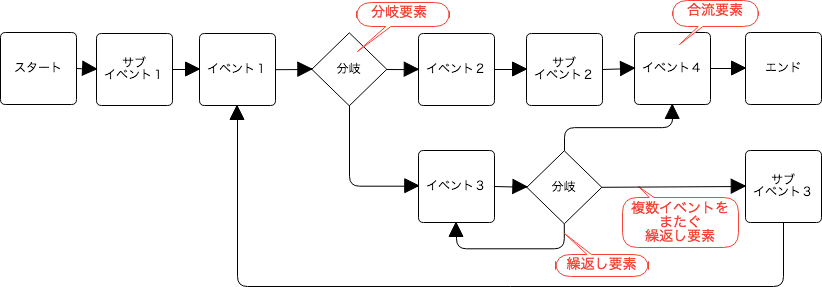 分岐要素
合流要素
スタート
サブ
イベント1
イベント1
分岐
イベント2
サブ
イベント2
イベント4
エンド
イベント3
分岐
サブ
イベント3
複数イベントを
またぐ
繰返し要素
繰返し要素